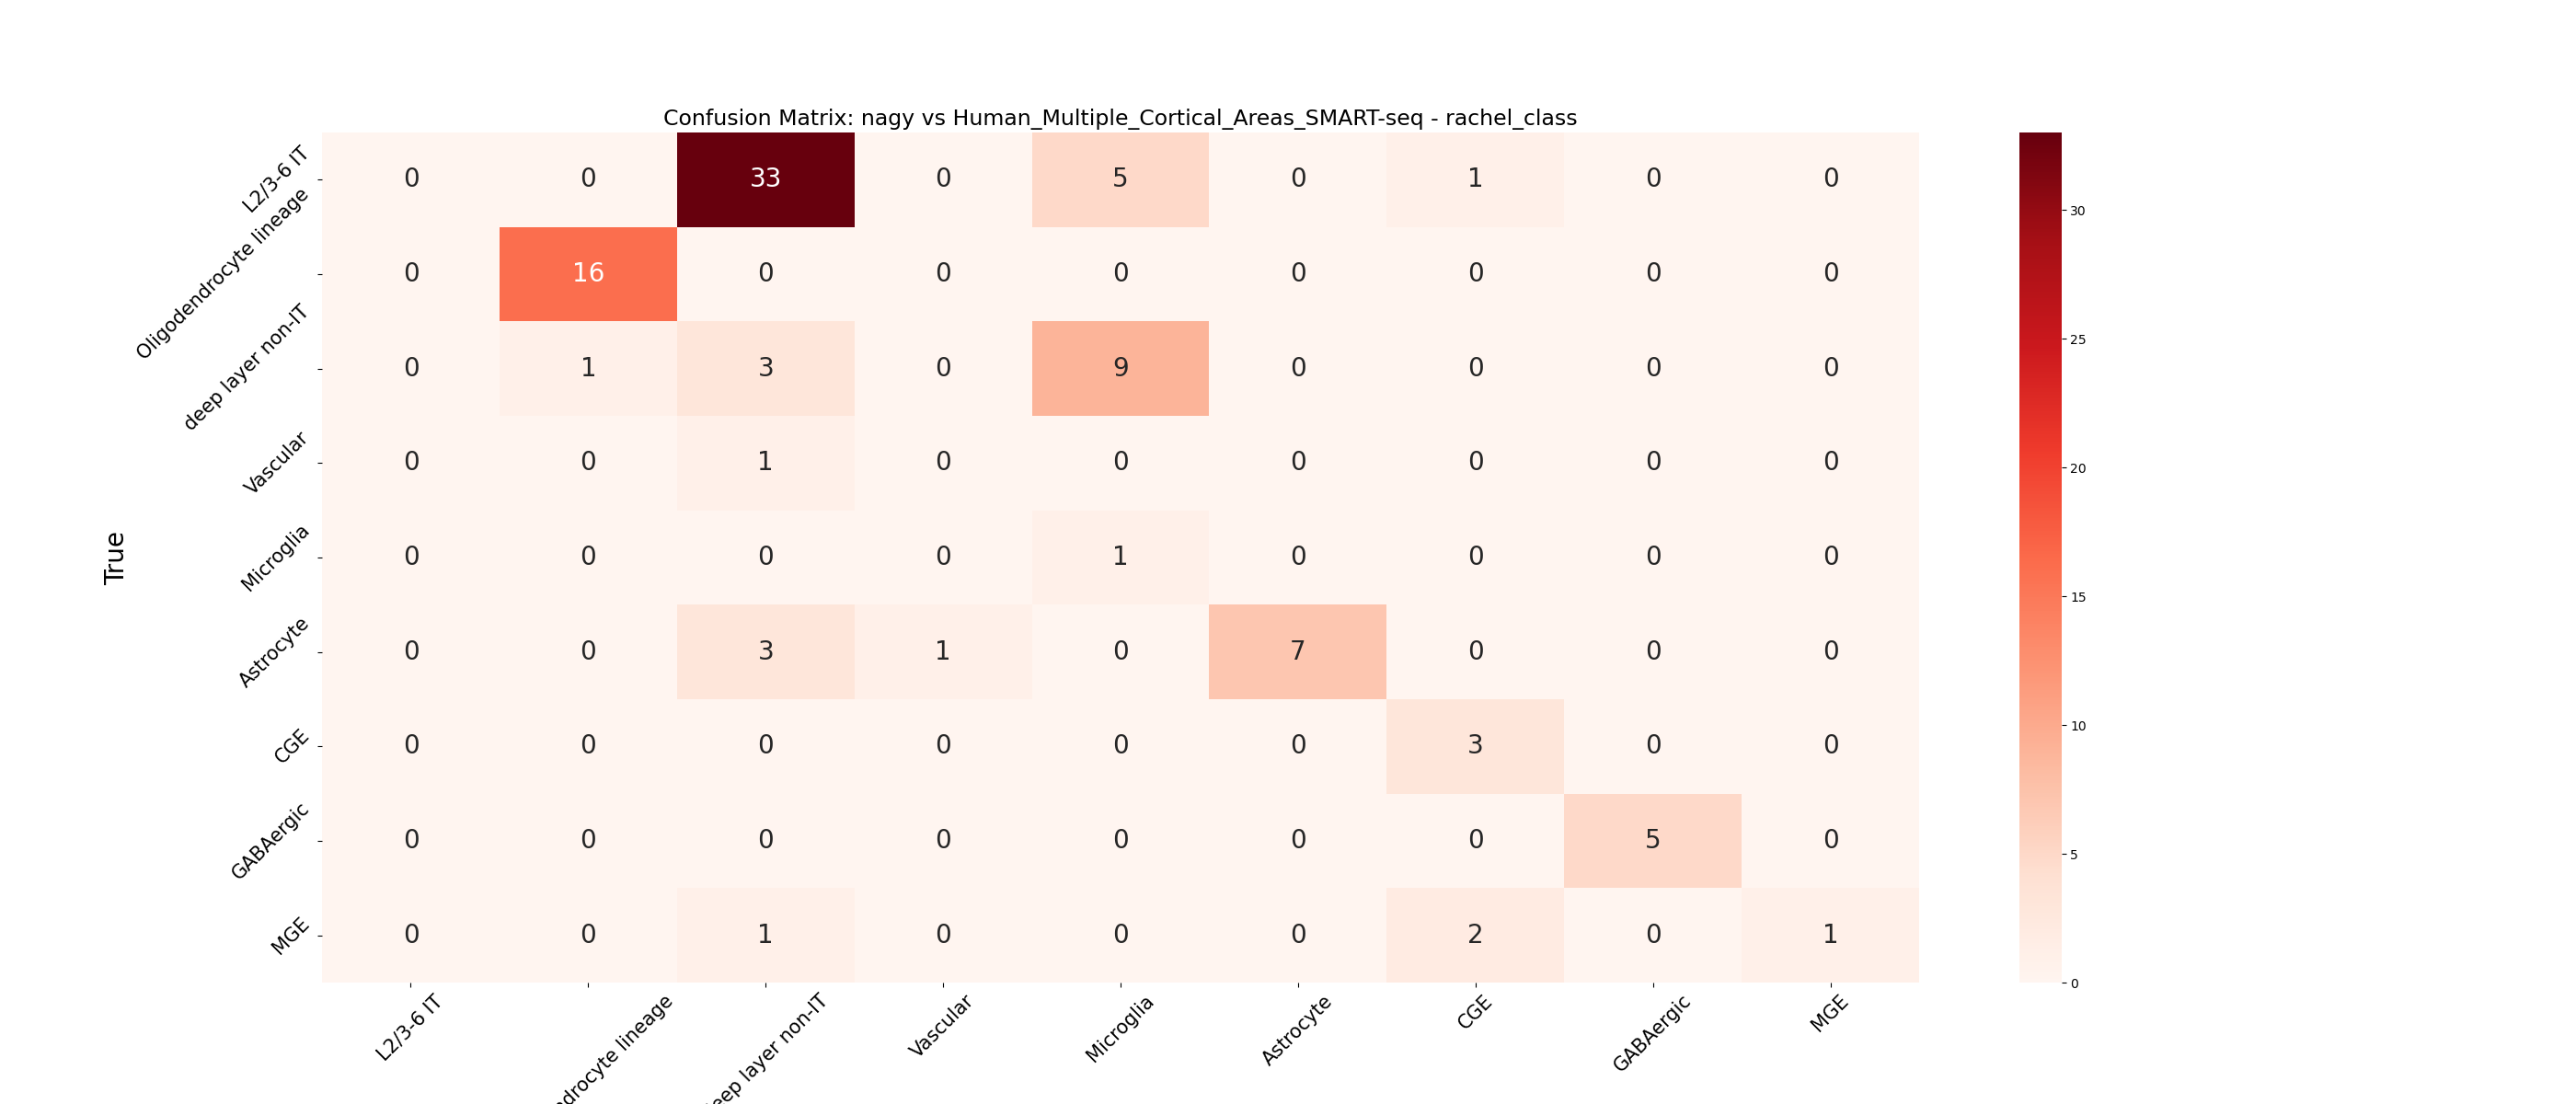 Confusion Matrix: nagy vs Human_Multiple_Cortical_Areas_SMART-seq - rachel_class
L2/3-6 IT 0 0 33 0 5 0 1 0 0
Oligodendrocyte lineage 0 16 0 0 0 0 0 0 0
deep layer non-IT 0 1 3 0 9 0 0 0 0
Vascular 0 0 1 0 0 0 0 0 0
Microglia 0 0 0 0 1 0 0 0 0
Astrocyte 0 0 3 1 0 7 0 0 0
CGE 0 0 0 0 0 0 3 0 0
GABAergic 0 0 0 0 0 0 0 5 0
MGE 0 0 1 0 0 0 2 0 1
True
L2/3-6 IT lineage layer non-IT Vascular Microglia Astrocyte CGE GABAergic MGE
30
25
20
15
10
5
0